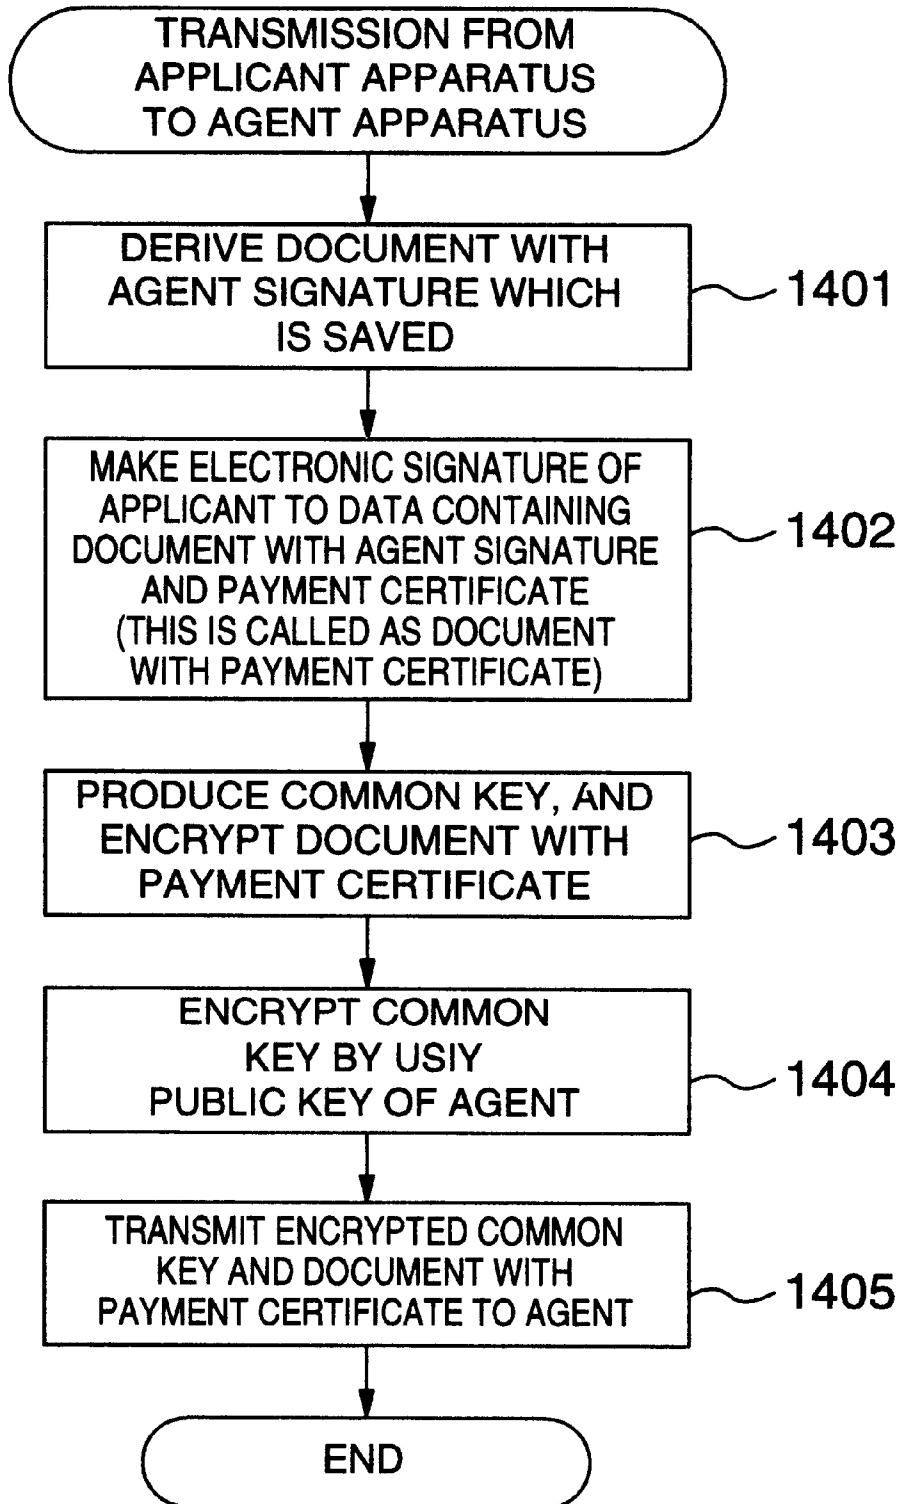 TRANSMISSION FROM
APPLICANT APPARATUS
TO AGENT APPARATUS
DERIVE DOCUMENT WITH
AGENT SIGNATURE WHICH
IS SAVED
1401
MAKE ELECTRONIC SIGNATURE OF
APPLICANT TO DATA CONTAINING
DOCUMENT WITH AGENT SIGNATURE
AND PAYMENT CERTIFICATE
(THIS IS CALLED AS DOCUMENT
WITH PAYMENT CERTIFICATE)
1402
PRODUCE COMMON KEY, AND
ENCRYPT DOCUMENT WITH
PAYMENT CERTIFICATE
1403
ENCRYPT COMMON
KEY BY USIY
PUBLIC KEY OF AGENT
1404
TRANSMIT ENCRYPTED COMMON
KEY AND DOCUMENT WITH
PAYMENT CERTIFICATE TO AGENT
1405
END